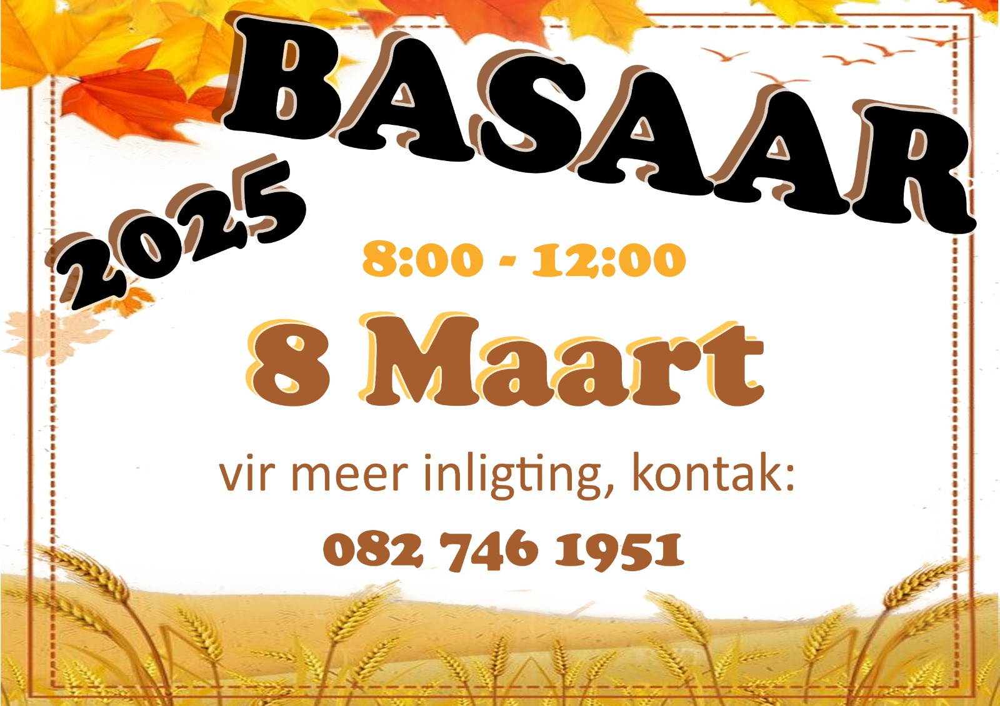 BASAAR
2025
8:00 - 12:00
8 Maart
vir meer inligting, kontak:
082 746 1951